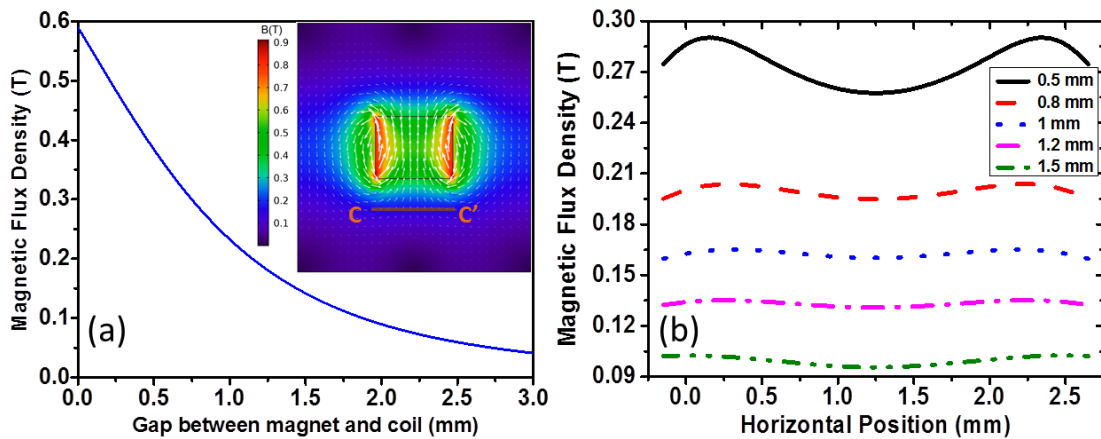 Magnetic Flux Density (T)
0.6
0.5
0.4
0.3
0.2
0.1
0.0
0.0 0.5 1.0 1.5 2.0 2.5 3.0
Gap between magnet and coil (mm)
(a)
B(T)
0.9
0.8
0.7
0.6
0.5
0.4
0.3
0.2
0.1
C C′
Magnetic Flux Density (T)
0.30
0.27
0.24
0.21
0.18
0.15
0.12
0.09
0.0 0.5 1.0 1.5 2.0 2.5
Horizontal Position (mm)
(b)
0.5 mm
0.8 mm
1 mm
1.2 mm
1.5 mm